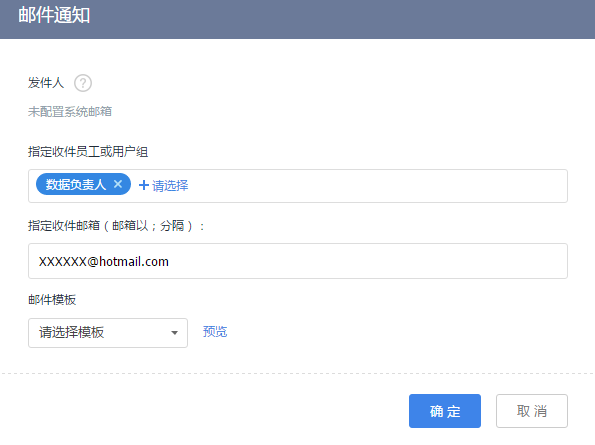 邮件通知
发件人 ?
未配置系统邮箱
指定收件员工或用户组
数据负责人 × + 请选择
指定收件邮箱（邮箱以；分隔）：
XXXXXX@hotmail.com
邮件模板
请选择模板 预览
确定 取消